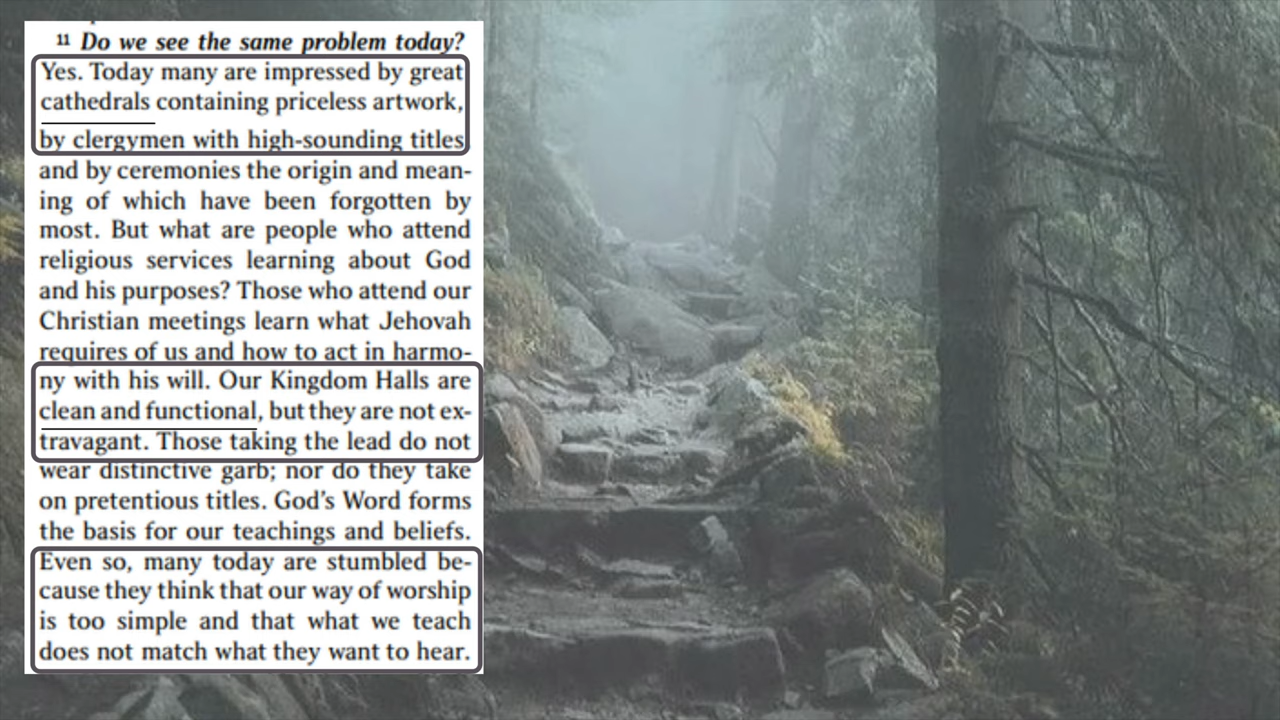 11 Do we see the same problem today?
Yes. Today many are impressed by great
cathedrals containing priceless artwork,
by clergymen with high-sounding titles
and by ceremonies the origin and mean-
ing of which have been forgotten by
most. But what are people who attend
religious services learning about God
and his purposes? Those who attend our
Christian meetings learn what Jehovah
requires of us and how to act in harmo-
ny with his will. Our Kingdom Halls are
clean and functional, but they are not ex-
travagant. Those taking the lead do not
wear distinctive garb; nor do they take
on pretentious titles. God’s Word forms
the basis for our teachings and beliefs.
Even so, many today are stumbled be-
cause they think that our way of worship
is too simple and that what we teach
does not match what they want to hear.